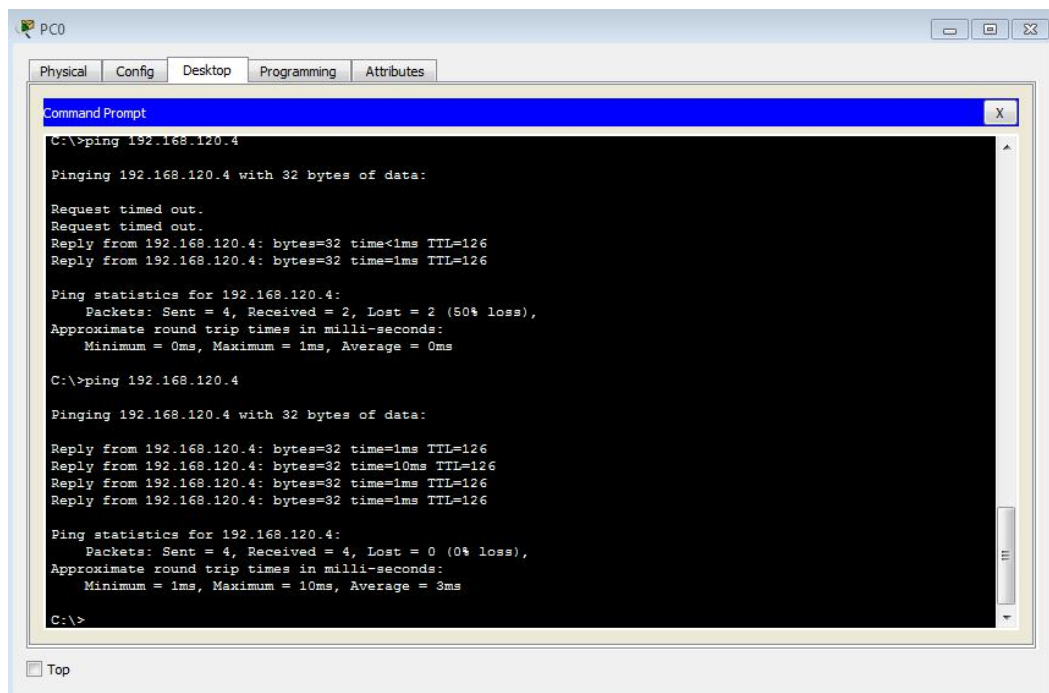 PC0
Physical Config Desktop Programming Attributes
Command Prompt
X
C:\>ping 192.168.120.4
Pinging 192.168.120.4 with 32 bytes of data:
Request timed out.
Request timed out.
Reply from 192.168.120.4: bytes=32 time<1ms TTL=126
Reply from 192.168.120.4: bytes=32 time=1ms TTL=126
Ping statistics for 192.168.120.4:
Packets: Sent = 4, Received = 2, Lost = 2 (50% loss),
Approximate round trip times in milli-seconds:
Minimum = 0ms, Maximum = 1ms, Average = 0ms
C:\>ping 192.168.120.4
Pinging 192.168.120.4 with 32 bytes of data:
Reply from 192.168.120.4: bytes=32 time=1ms TTL=126
Reply from 192.168.120.4: bytes=32 time=10ms TTL=126
Reply from 192.168.120.4: bytes=32 time=1ms TTL=126
Reply from 192.168.120.4: bytes=32 time=1ms TTL=126
Ping statistics for 192.168.120.4:
Packets: Sent = 4, Received = 4, Lost = 0 (0% loss),
Approximate round trip times in milli-seconds:
Minimum = 1ms, Maximum = 10ms, Average = 3ms
C:\>
Top